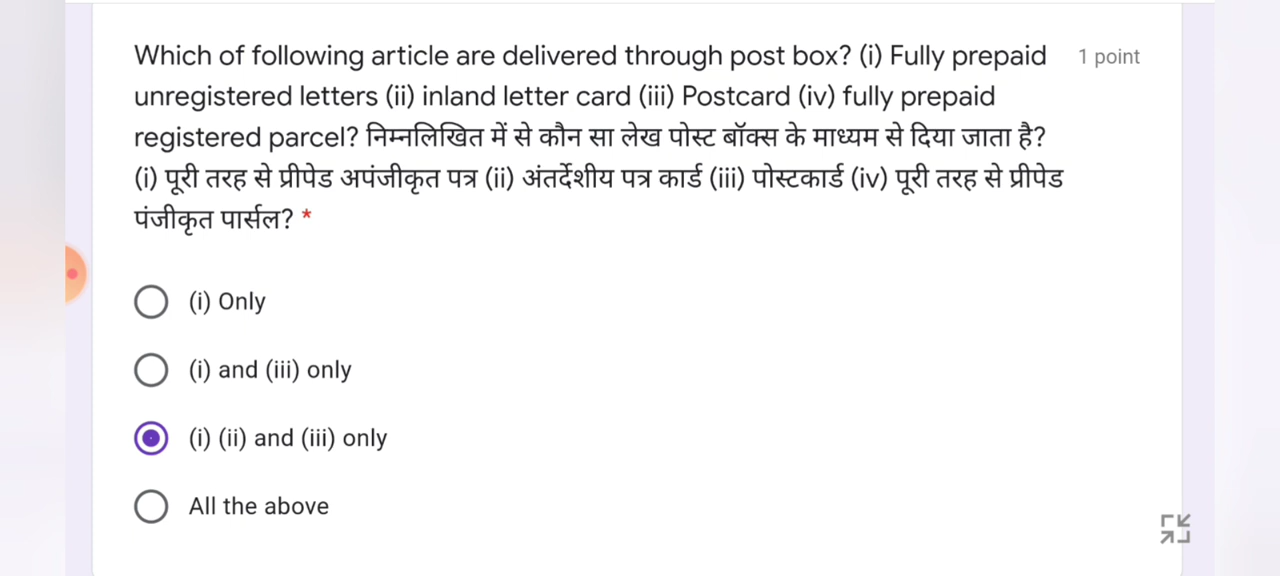 Which of following article are delivered through post box? (i) Fully prepaid
1 point
unregistered letters (ii) inland letter card (iii) Postcard (iv) fully prepaid
registered parcel? निम्नलिखित में से कौन सा लेख पोस्ट बॉक्स के माध्यम से दिया जाता है?
(i) पूरी तरह से प्रीपेड अपंजीकृत पत्र (ii) अंतर्देशीय पत्र कार्ड (iii) पोस्टकार्ड (iv) पूरी तरह से प्रीपेड
पंजीकृत पार्सल? *
(i) Only
(i) and (iii) only
(i) (ii) and (iii) only
All the above